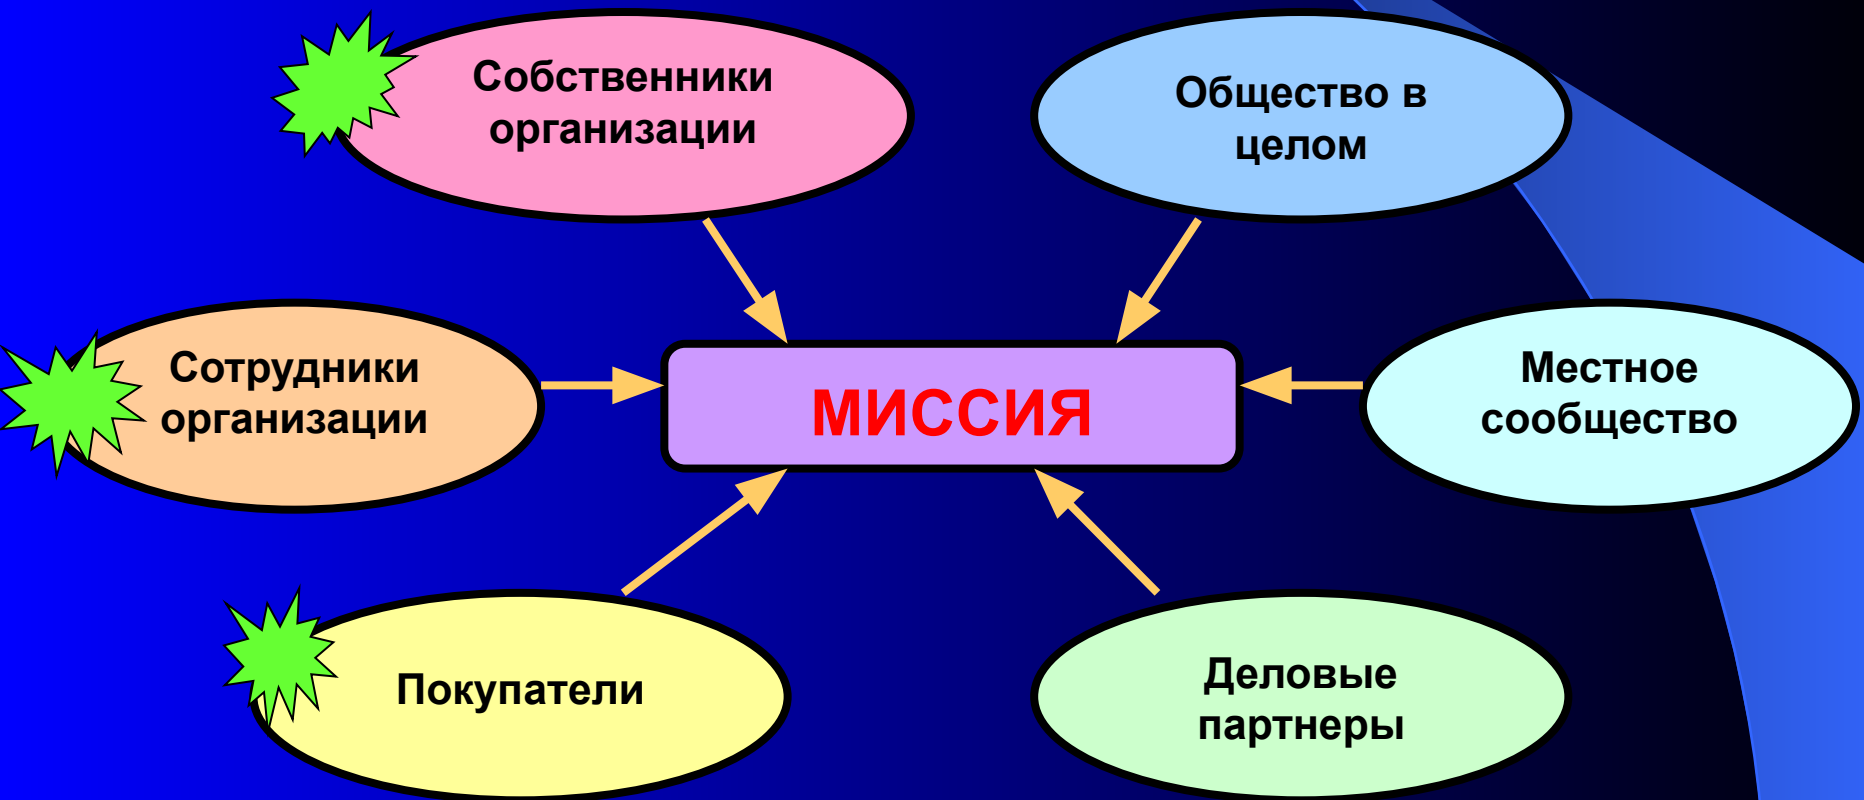 Собственники
организации
Общество в
целом
Сотрудники
организации
МИССИЯ
Местное
сообщество
Покупатели
Деловые
партнеры